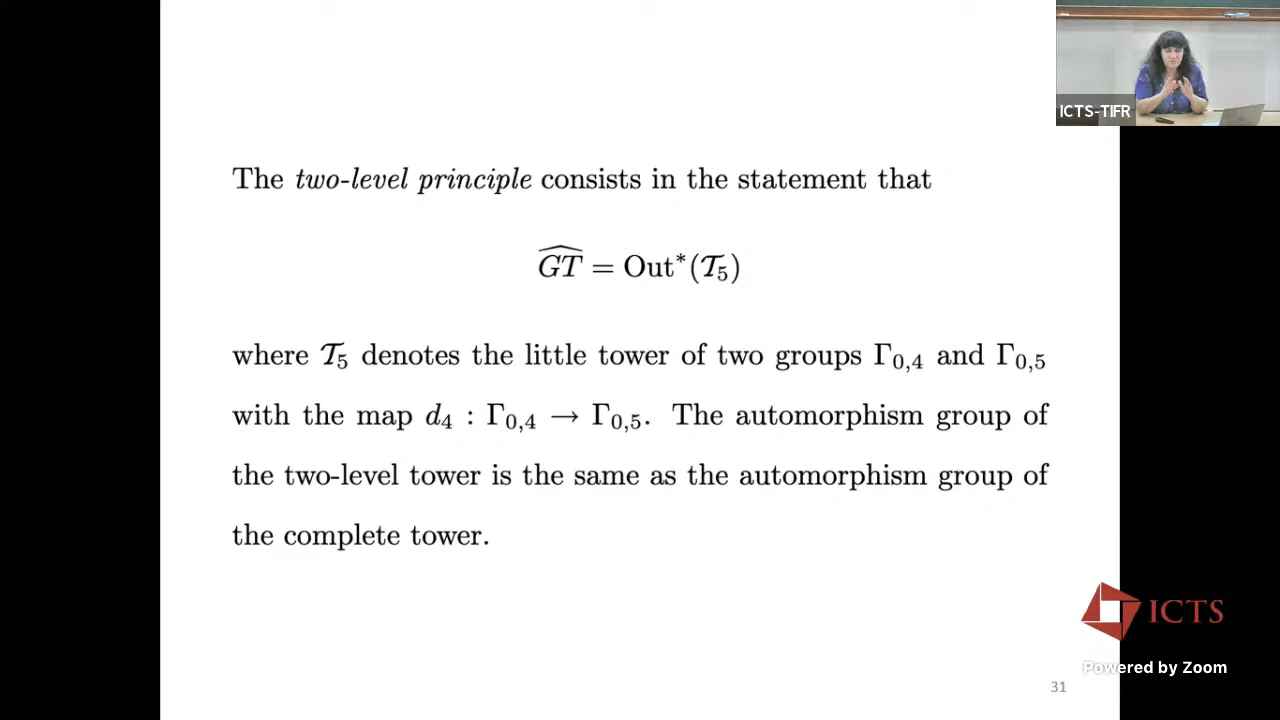 ICTS-TIFR
The two-level principle consists in the statement that
$\widehat{GT} = \mathrm{Out}^*(\mathcal{T}_5)$
where $\mathcal{T}_5$ denotes the little tower of two groups $\Gamma_{0,4}$ and $\Gamma_{0,5}$
with the map $d_4 : \Gamma_{0,4} \to \Gamma_{0,5}$. The automorphism group of
the two-level tower is the same as the automorphism group of
the complete tower.
ICTS
Powered by Zoom
31